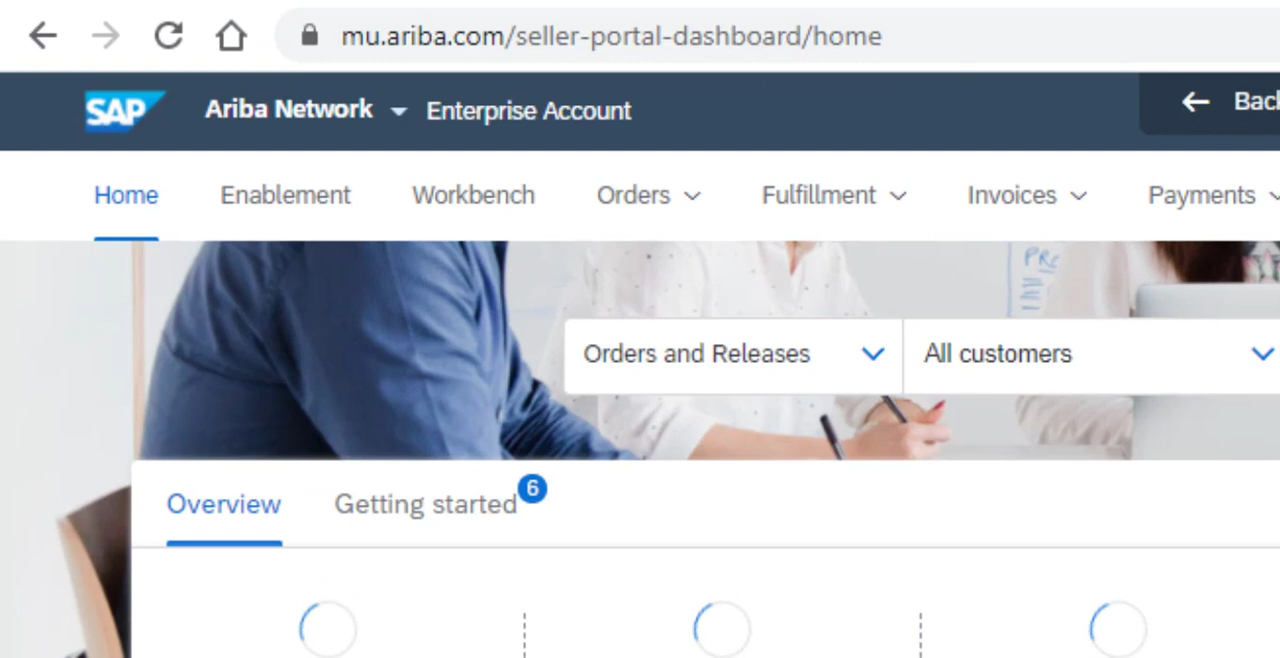 mu.ariba.com/seller-portal-dashboard/home
SAP Ariba Network Enterprise Account
Home Enablement Workbench Orders Fulfillment Invoices Payments
Orders and Releases All customers
Overview Getting started 6